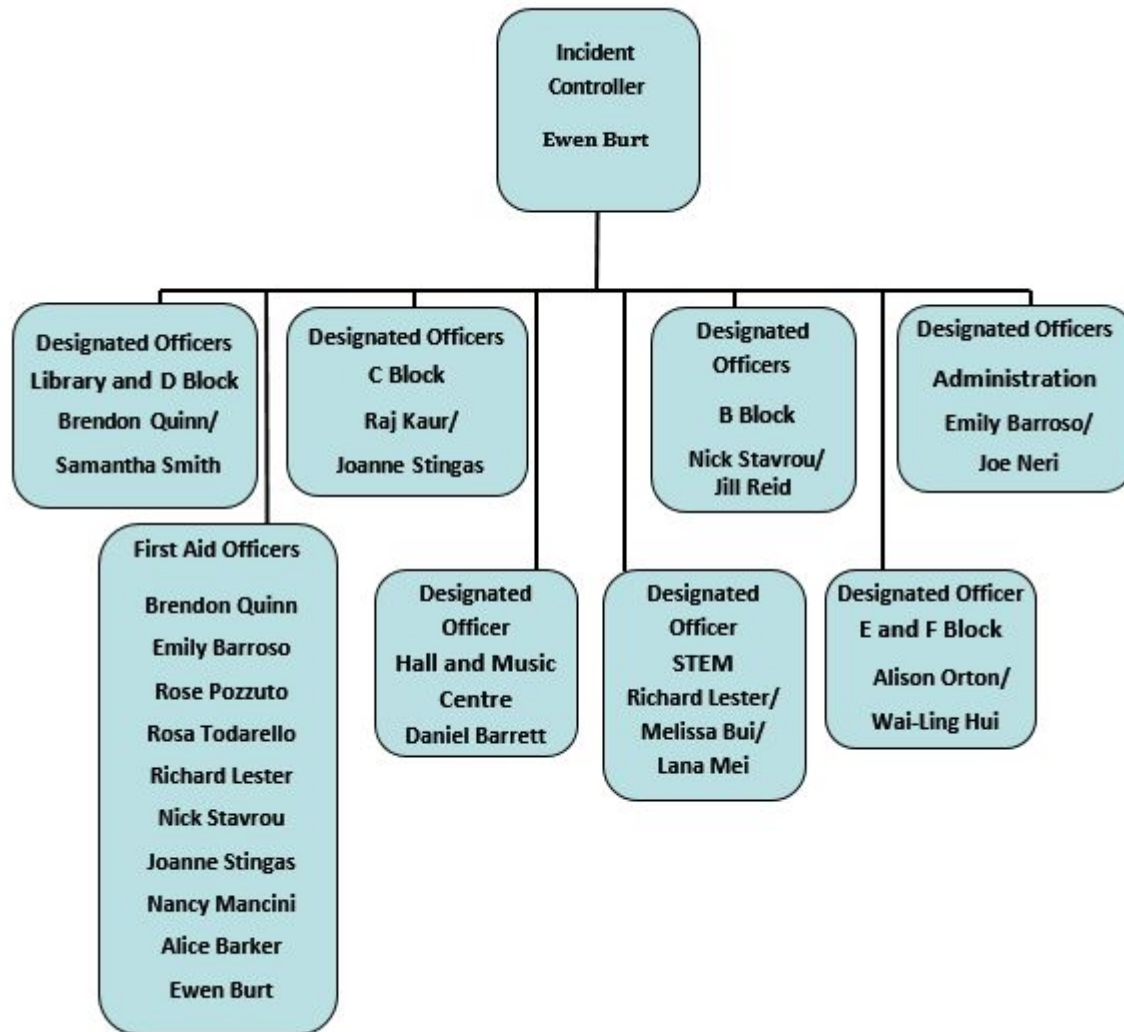 Incident
Controller
Ewen Burt
Designated Officers
Library and D Block
Brendon Quinn/
Samantha Smith
Designated Officers
C Block
Raj Kaur/
Joanne Stingas
Designated
Officers
B Block
Nick Stavrou/
Jill Reid
Designated Officers
Administration
Emily Barroso/
Joe Neri
First Aid Officers
Brendon Quinn
Emily Barroso
Rose Pozzuto
Rosa Todarello
Richard Lester
Nick Stavrou
Joanne Stingas
Nancy Mancini
Alice Barker
Ewen Burt
Designated
Officer
Hall and Music
Centre
Daniel Barrett
Designated
Officer
STEM
Richard Lester/
Melissa Bui/
Lana Mei
Designated Officer
E and F Block
Alison Orton/
Wai-Ling Hui